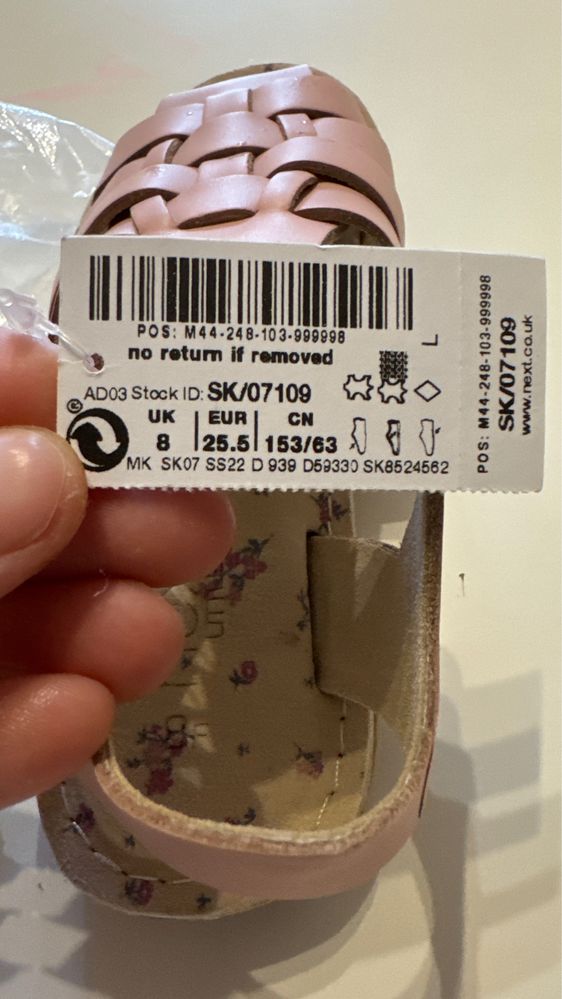 POS: M44-248-103-999998
no return if removed
L
AD03 Stock ID: SK/07109
UK | EUR | CN
8 | 25.5 | 153/63
MK SK07 SS22 D 939 D59330 SK8524562
®
POS: M44-248-103-999998
SK/07109
www.next.co.uk